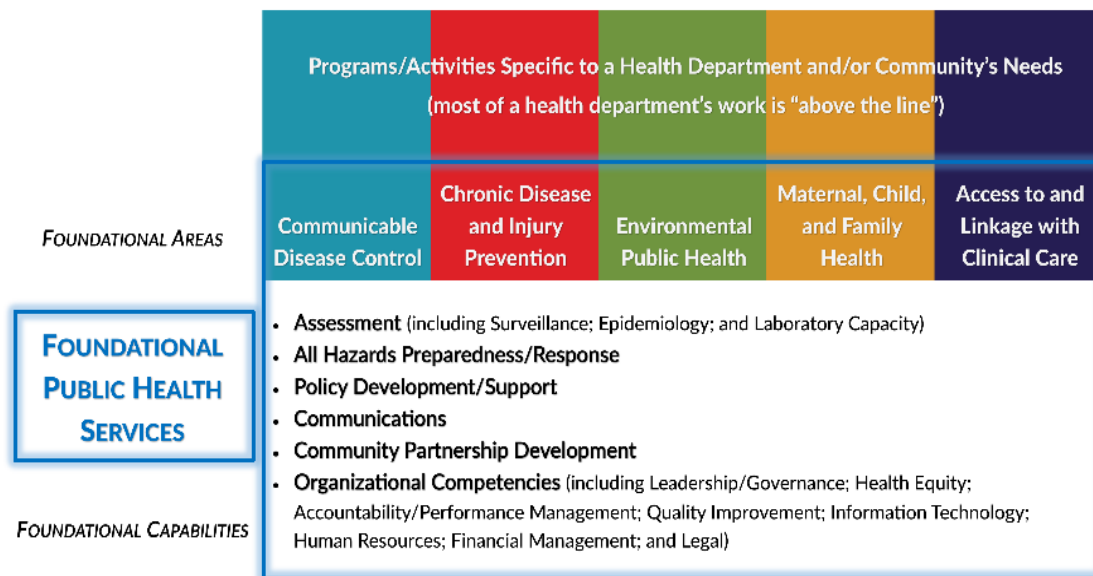 Programs/Activities Specific to a Health Department and/or Community's Needs
(most of a health department's work is "above the line")
FOUNDATIONAL AREAS
Communicable
Disease Control
Chronic Disease
and Injury
Prevention
Environmental
Public Health
Maternal, Child,
and Family
Health
Access to and
Linkage with
Clinical Care
FOUNDATIONAL
PUBLIC HEALTH
SERVICES
• Assessment (including Surveillance; Epidemiology; and Laboratory Capacity)
• All Hazards Preparedness/Response
• Policy Development/Support
• Communications
• Community Partnership Development
• Organizational Competencies (including Leadership/Governance; Health Equity;
Accountability/Performance Management; Quality Improvement; Information Technology;
Human Resources; Financial Management; and Legal)
FOUNDATIONAL CAPABILITIES